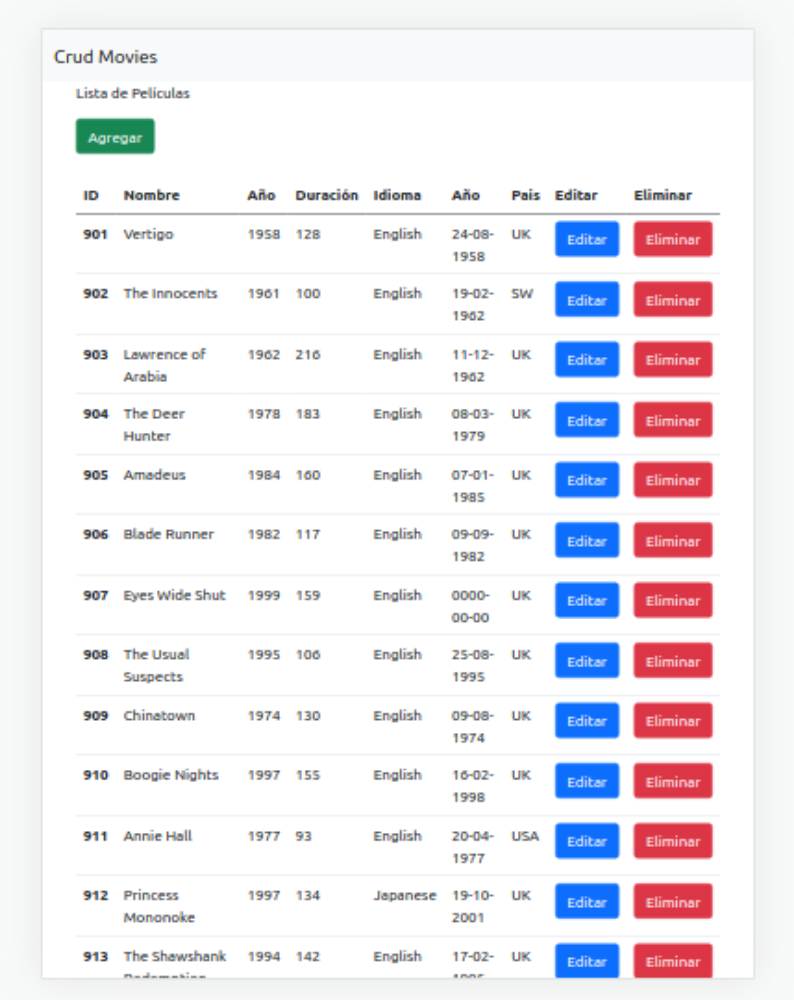 Crud Movies
Lista de Películas
Agregar
ID Nombre Año Duración Idioma Año Pais Editar Eliminar
901 Vertigo 1958 128 English 24-08- UK Editar Eliminar
1958
902 The Innocents 1961 100 English 19-02- SW Editar Eliminar
1962
903 Lawrence of 1962 216 English 11-12- UK Editar Eliminar
Arabia 1962
904 The Deer 1978 183 English 08-03- UK Editar Eliminar
Hunter 1979
905 Amadeus 1984 160 English 07-01- UK Editar Eliminar
1985
906 Blade Runner 1982 117 English 09-09- UK Editar Eliminar
1982
907 Eyes Wide Shut 1999 159 English 0000- UK Editar Eliminar
00-00
908 The Usual 1995 106 English 25-08- UK Editar Eliminar
Suspects 1995
909 Chinatown 1974 130 English 09-08- UK Editar Eliminar
1974
910 Boogie Nights 1997 155 English 16-02- UK Editar Eliminar
1998
911 Annie Hall 1977 93 English 20-04- USA Editar Eliminar
1977
912 Princess 1997 134 Japanese 19-10- UK Editar Eliminar
Mononoke 2001
913 The Shawshank 1994 142 English 17-02- UK Editar Eliminar